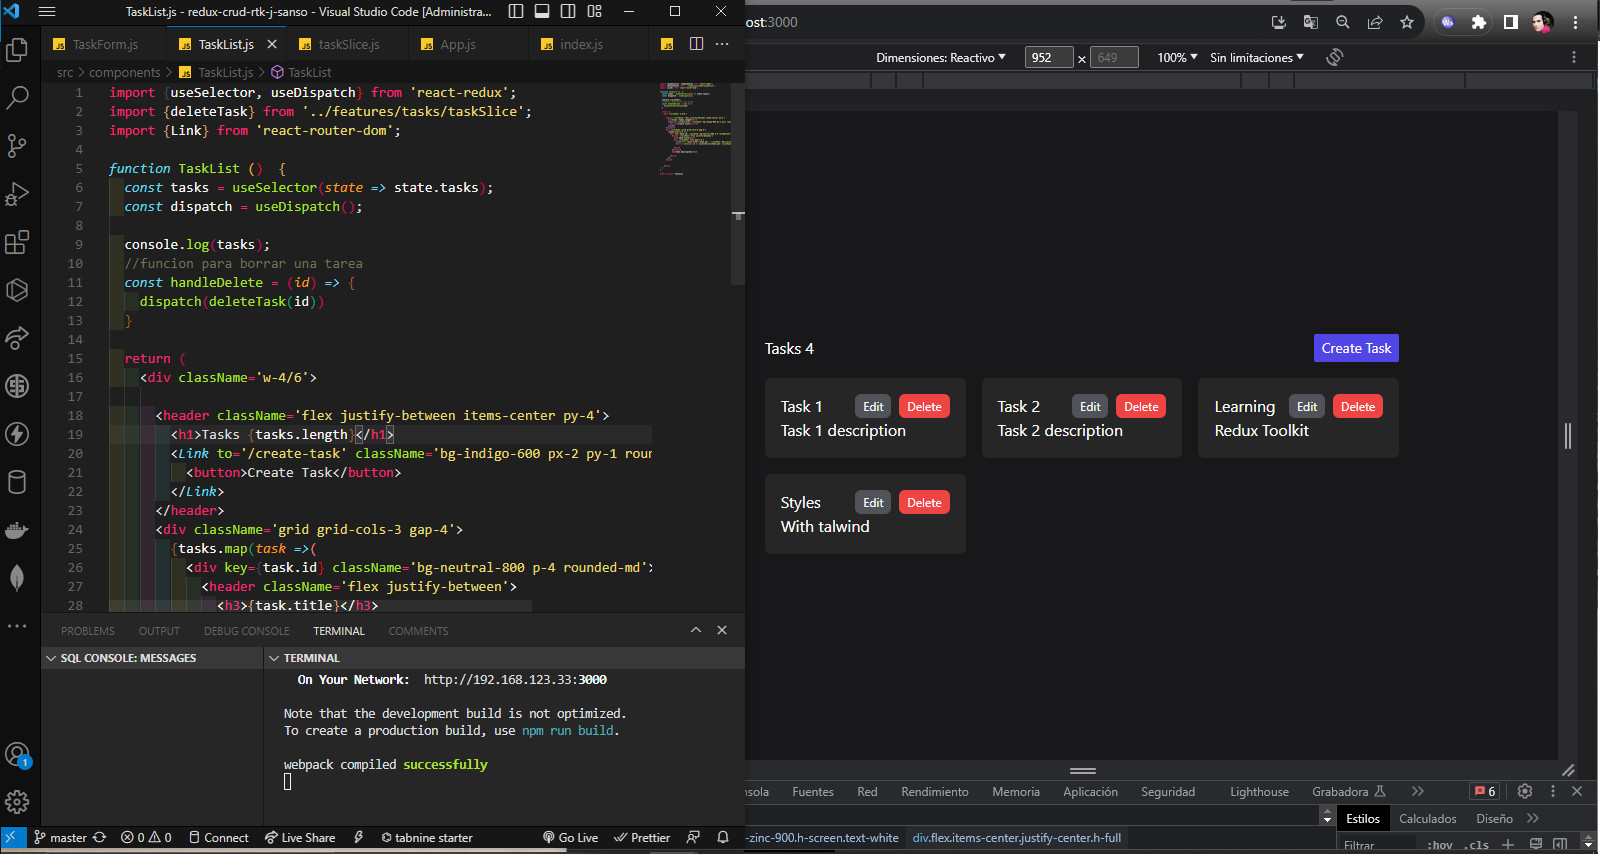 TaskList.js - redux-crud-rtk-j-sanso - Visual Studio Code [Administra...
TaskForm.js
TaskList.js
taskSlice.js
App.js
index.js
src > components > TaskList.js > TaskList
1 import {useSelector, useDispatch} from 'react-redux';
2 import {deleteTask} from '../features/tasks/taskSlice';
3 import {Link} from 'react-router-dom';
4
5 function TaskList () {
6 const tasks = useSelector(state => state.tasks);
7 const dispatch = useDispatch();
8
9 console.log(tasks);
10 //funcion para borrar una tarea
11 const handleDelete = (id) => {
12 dispatch(deleteTask(id))
13 }
14
15 return (
16 <div className='w-4/6'>
17
18 <header className='flex justify-between items-center py-4'>
19 <h1>Tasks {tasks.length}</h1>
20 <Link to='/create-task' className='bg-indigo-600 px-2 py-1 roun
21 <button>Create Task</button>
22 </Link>
23 </header>
24 <div className='grid grid-cols-3 gap-4'>
25 {tasks.map(task =>(
26 <div key={task.id} className='bg-neutral-800 p-4 rounded-md'>
27 <header className='flex justify-between'>
28 <h3>{task.title}</h3>
PROBLEMS OUTPUT DEBUG CONSOLE TERMINAL COMMENTS
SQL CONSOLE: MESSAGES
TERMINAL
On Your Network: http://192.168.123.33:3000
Note that the development build is not optimized.
To create a production build, use npm run build.
webpack compiled successfully
1
master 0 0 Connect Live Share tabnine starter Go Live Prettier
ost:3000
Dimensiones: Reactivo 952 × 649 100% Sin limitaciones
Tasks 4
Create Task
Task 1 Edit Delete
Task 1 description
Task 2 Edit Delete
Task 2 description
Learning Edit Delete
Redux Toolkit
Styles Edit Delete
With talwind
nsola Fuentes Red Rendimiento Memoria Aplicación Seguridad Lighthouse Grabadora 6
Estilos Calculados Diseño
-zinc-900.h-screen.text-white div.flex.items-center.justify-center.h-full
Filtrar :hov .cls